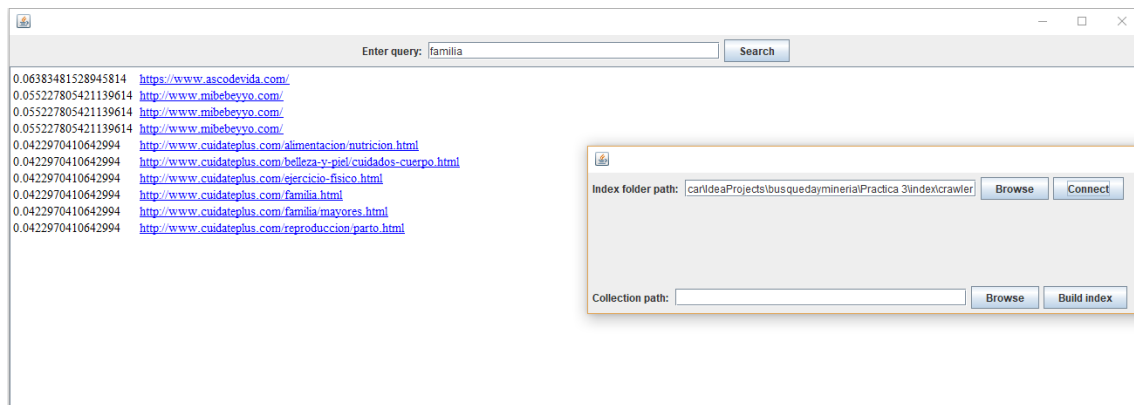 Enter query: familia Search
0.06383481528945814 https://www.ascodevida.com/
0.055227805421139614 http://www.mibebeyyo.com/
0.055227805421139614 http://www.mibebeyyo.com/
0.055227805421139614 http://www.mibebeyyo.com/
0.0422970410642994 http://www.cuidateplus.com/alimentacion/nutricion.html
0.0422970410642994 http://www.cuidateplus.com/belleza-y-piel/cuidados-cuerpo.html
0.0422970410642994 http://www.cuidateplus.com/ejercicio-fisico.html
0.0422970410642994 http://www.cuidateplus.com/familia.html
0.0422970410642994 http://www.cuidateplus.com/familia/mayores.html
0.0422970410642994 http://www.cuidateplus.com/reproduccion/parto.html
Index folder path: car\IdeaProjects\busquedaymineria\Practica 3\index\crawler Browse Connect
Collection path: Browse Build index